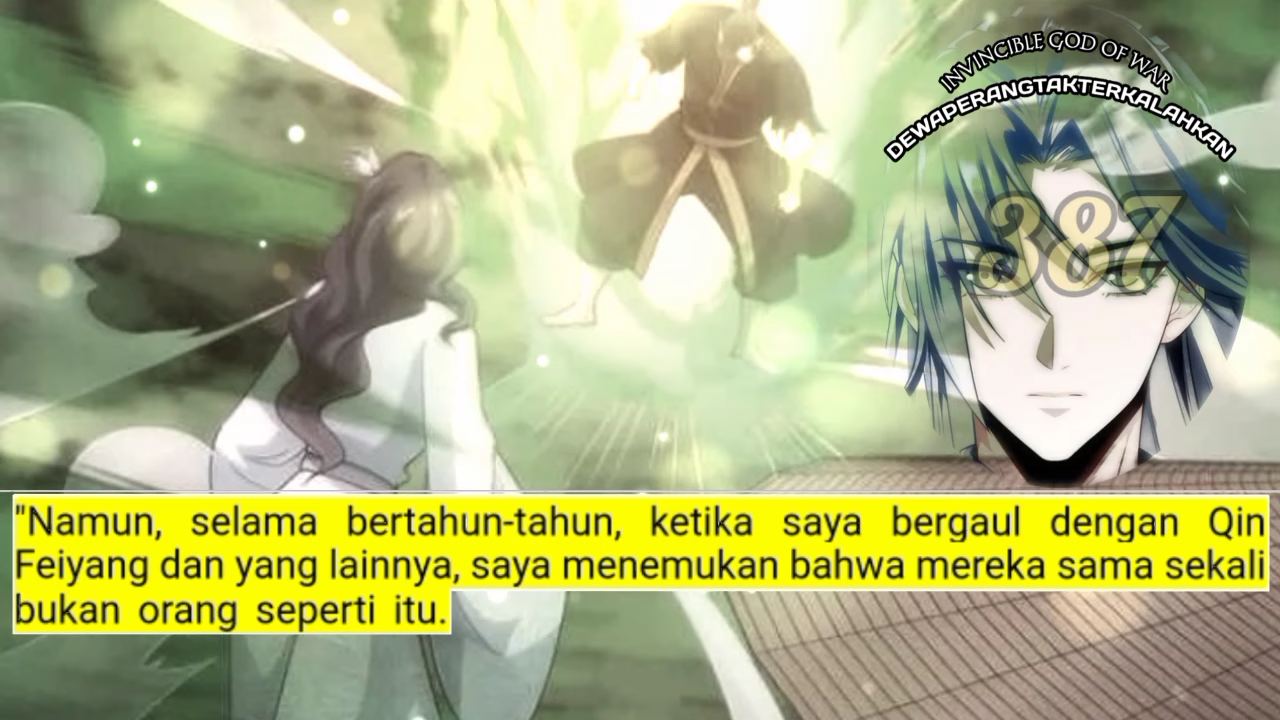 INVINCIBLE GOD OF WAR
DEWAPERANGTAKTERKALAHKAN
387
"Namun, selama bertahun-tahun, ketika saya bergaul dengan Qin
Feiyang dan yang lainnya, saya menemukan bahwa mereka sama sekali
bukan orang seperti itu.